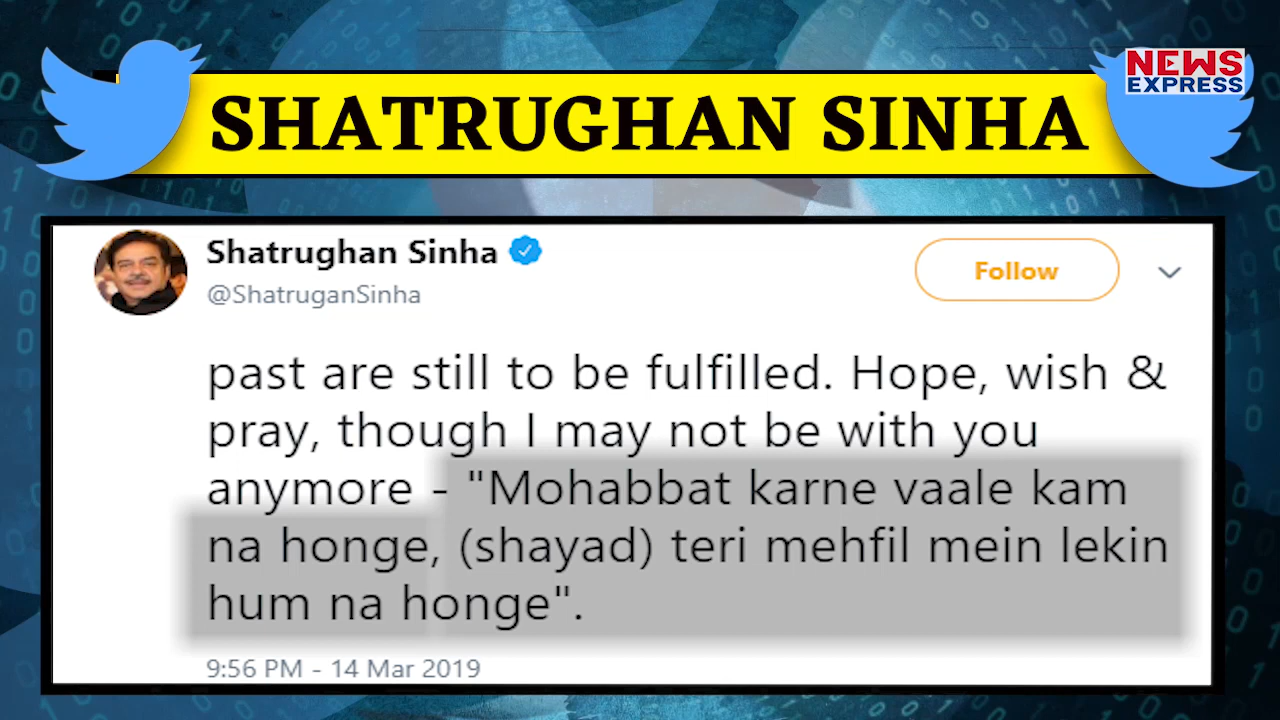 SHATRUGHAN SINHA
NEWS
EXPRESS
Shatrughan Sinha
@ShatruganSinha
Follow
past are still to be fulfilled. Hope, wish &
pray, though I may not be with you
anymore - "Mohabbat karne vaale kam
na honge, (shayad) teri mehfil mein lekin
hum na honge".
9:56 PM - 14 Mar 2019